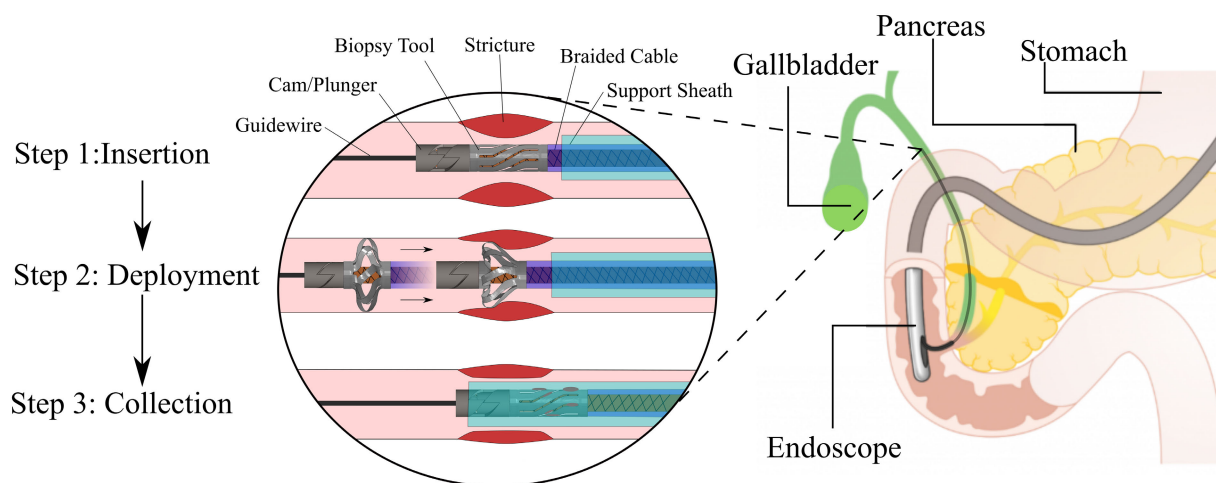 Step 1:Insertion
Step 2: Deployment
Step 3: Collection
Biopsy Tool
Stricture
Braided Cable
Cam/Plunger
Support Sheath
Guidewire
Pancreas
Stomach
Gallbladder
Endoscope